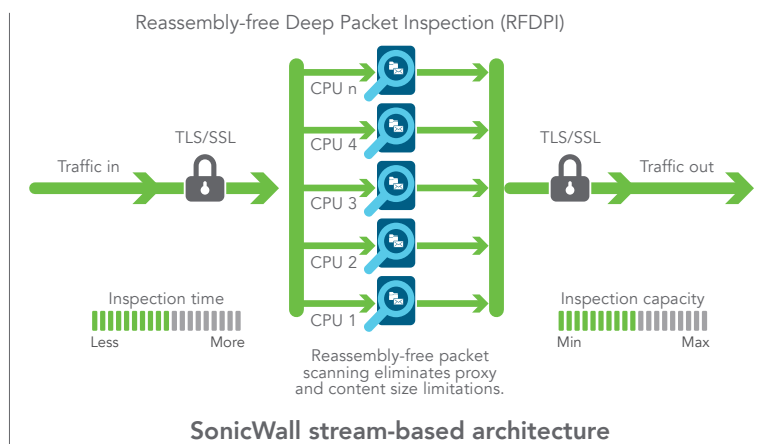 Reassembly-free Deep Packet Inspection (RFDPI)
CPU n
CPU 4
CPU 3
CPU 2
CPU 1
Traffic in
TLS/SSL
TLS/SSL
Traffic out
Inspection time
Less More
Inspection capacity
Min Max
Reassembly-free packet
scanning eliminates proxy
and content size limitations.
SonicWall stream-based architecture